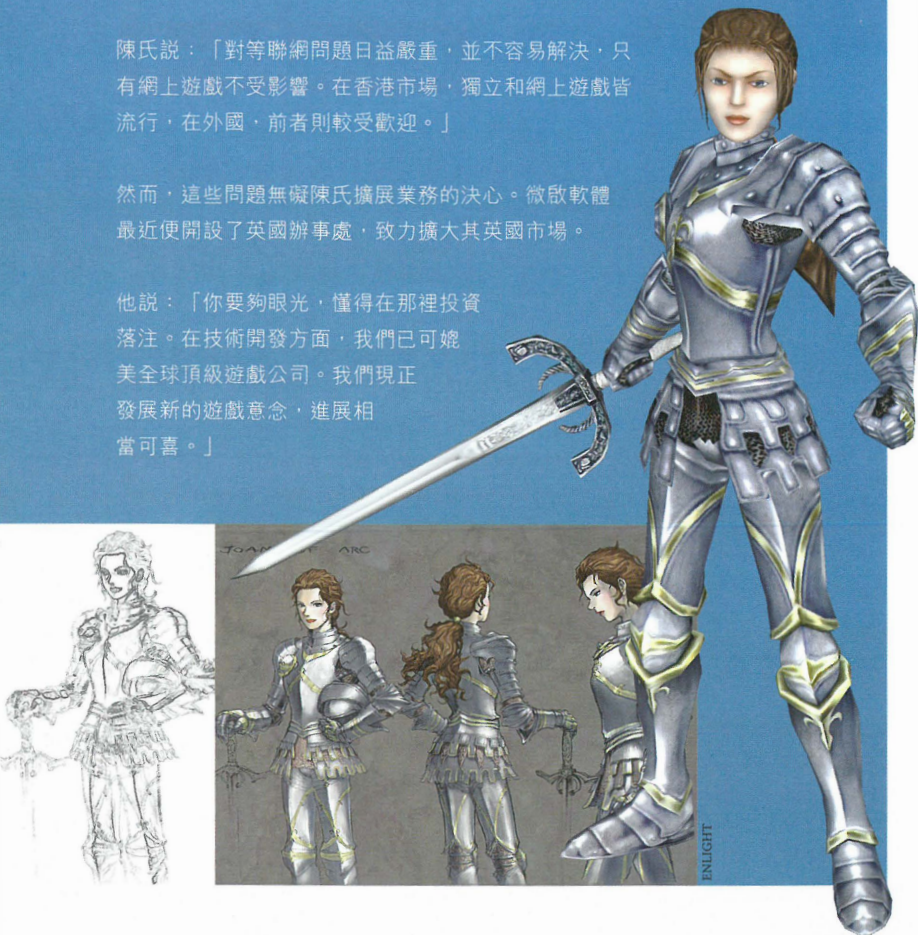 陳氏説：「對等聯網問題日益嚴重，並不容易解決，只
有網上遊戲不受影響。在香港市場，獨立和網上遊戲皆
流行，在外國，前者則較受歡迎。」
然而，這些問題無礙陳氏擴展業務的決心。微啟軟體
最近便開設了英國辦事處，致力擴大其英國市場。
他説：「你要夠眼光，懂得在那裡投資
落注。在技術開發方面，我們已可媲
美全球頂級遊戲公司。我們現正
發展新的遊戲意念，進展相
當可喜。」
ARC
ENLIGHT